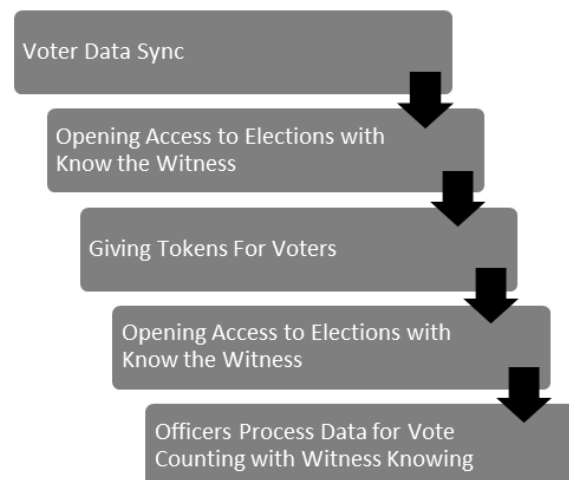 Voter Data Sync
Opening Access to Elections with
Know the Witness
Giving Tokens For Voters
Opening Access to Elections with
Know the Witness
Officers Process Data for Vote
Counting with Witness Knowing